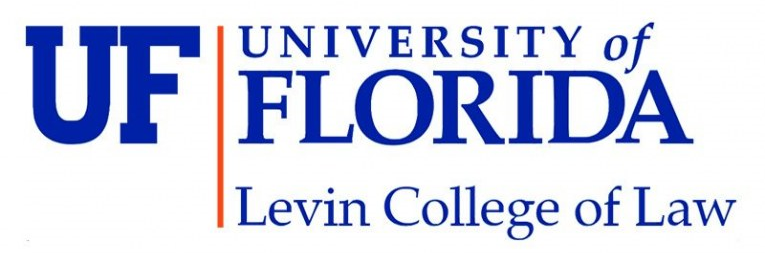 UF
UNIVERSITY of
FLORIDA
Levin College of Law